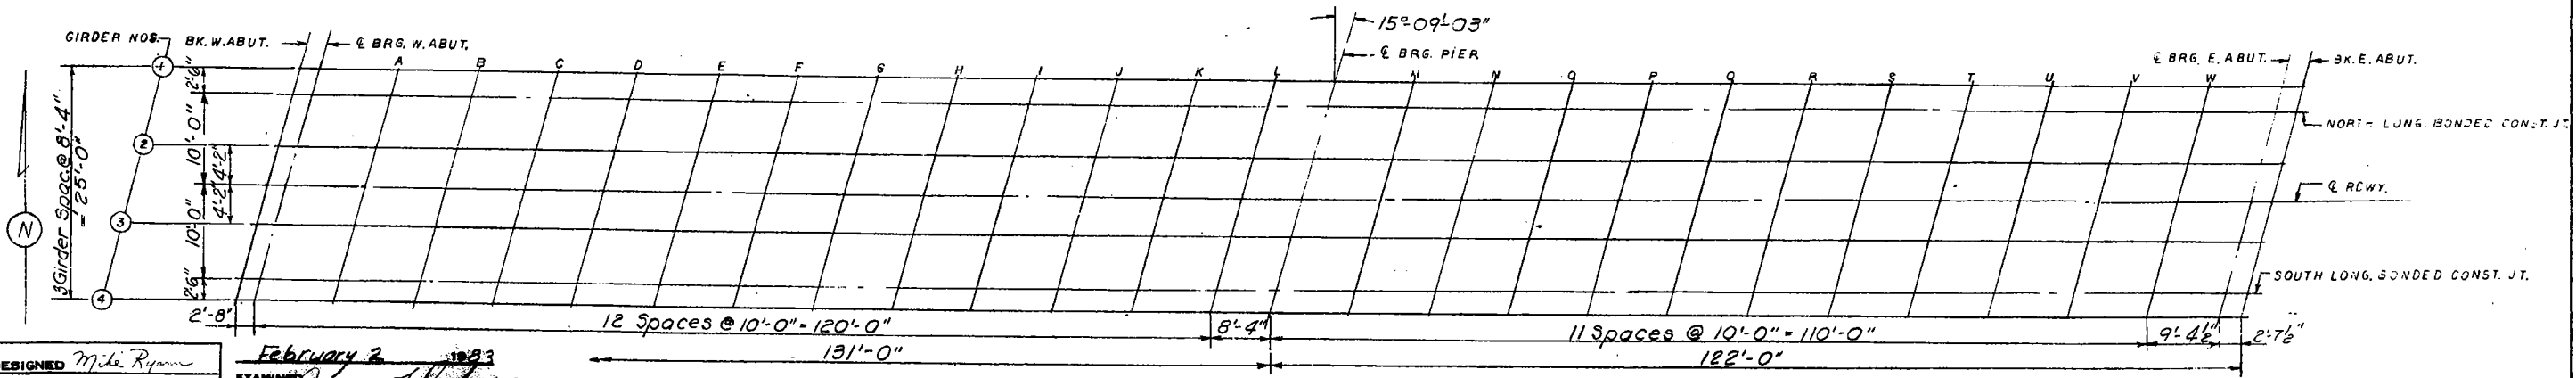 15°-09'-03"
GIRDER NOS.
BK. W. ABUT.
℄ BRG. W. ABUT.
℄ BRG. PIER
℄ BRG. E. ABUT.
BK. E. ABUT.
1
2'-6"
A B C D E F G H I J K L M N O P Q R S T U V W
3 Girder Spac. @ 8'-4"
= 25'-0"
10'-0"
NORTH LONG. BONDED CONST. JT.
2
4'-2"
4'-2"
℄ RDWY.
N
3
10'-0"
SOUTH LONG. BONDED CONST. JT.
4
2'-6"
2'-8"
12 Spaces @ 10'-0" = 120'-0"
8'-4"
11 Spaces @ 10'-0" = 110'-0"
9'-4½"
2'-7½"
131'-0"
122'-0"
DESIGNED Mike Rynn
February 2 1983
EXAMINED